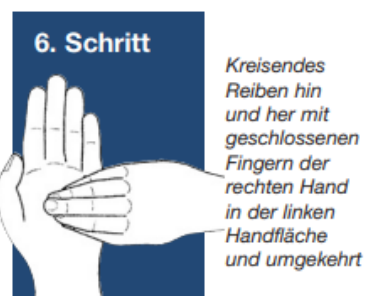 6. Schritt
Kreisendes
Reiben hin
und her mit
geschlossenen
Fingern der
rechten Hand
in der linken
Handfläche
und umgekehrt